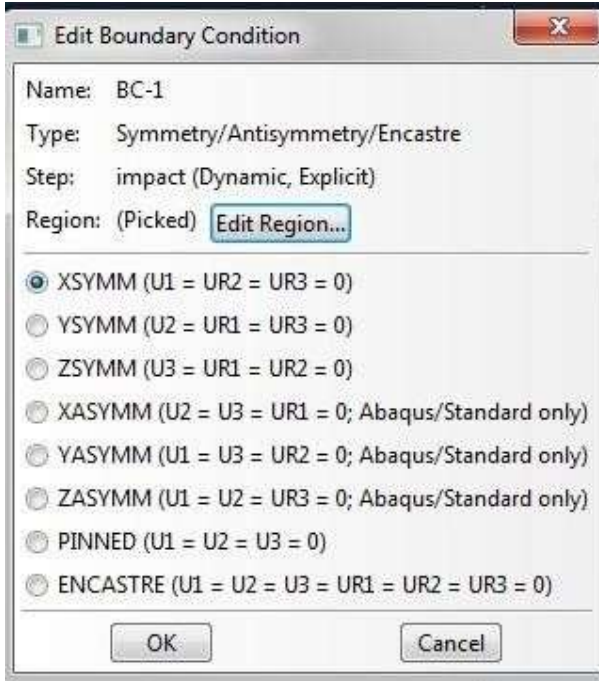 Edit Boundary Condition
Name: BC-1
Type: Symmetry/Antisymmetry/Encastre
Step: impact (Dynamic, Explicit)
Region: (Picked) Edit Region...
XSYMM (U1 = UR2 = UR3 = 0)
YSYMM (U2 = UR1 = UR3 = 0)
ZSYMM (U3 = UR1 = UR2 = 0)
XASYMM (U2 = U3 = UR1 = 0; Abaqus/Standard only)
YASYMM (U1 = U3 = UR2 = 0; Abaqus/Standard only)
ZASYMM (U1 = U2 = UR3 = 0; Abaqus/Standard only)
PINNED (U1 = U2 = U3 = 0)
ENCASTRE (U1 = U2 = U3 = UR1 = UR2 = UR3 = 0)
OK Cancel